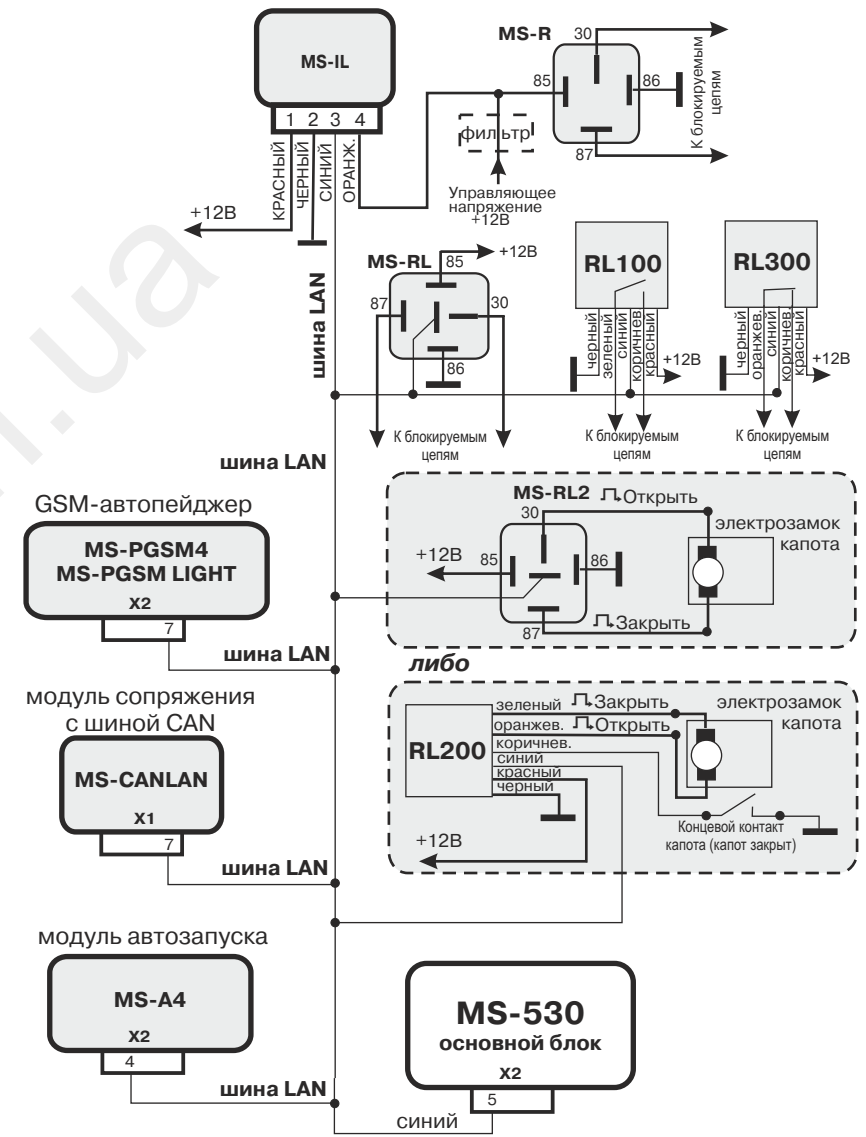 MS-IL
1 2 3 4
КРАСНЫЙ
ЧЕРНЫЙ
СИНИЙ
ОРАНЖ.
+12В
MS-R
30
85
86
87
К блокируемым
цепям
фильтр
Управляющее
напряжение
+12В
шина LAN
MS-RL
85
+12В
87
30
86
К блокируемым
цепям
RL100
черный
зеленый
синий
коричнев.
красный
+12В
К блокируемым
цепям
RL300
черный
оранжев.
синий
коричнев.
красный
+12В
К блокируемым
цепям
шина LAN
GSM-автопейджер
MS-PGSM4
MS-PGSM LIGHT
X2
7
шина LAN
MS-RL2
Открыть
30
+12В
85
86
87
Закрыть
электрозамок
капота
либо
модуль сопряжения
с шиной CAN
MS-CANLAN
X1
7
шина LAN
RL200
зеленый
Закрыть
оранжев.
Открыть
коричнев.
синий
красный
черный
+12В
электрозамок
капота
Концевой контакт
капота (капот закрыт)
модуль автозапуска
MS-A4
X2
4
шина LAN
MS-530
основной блок
X2
5
синий
n.ua